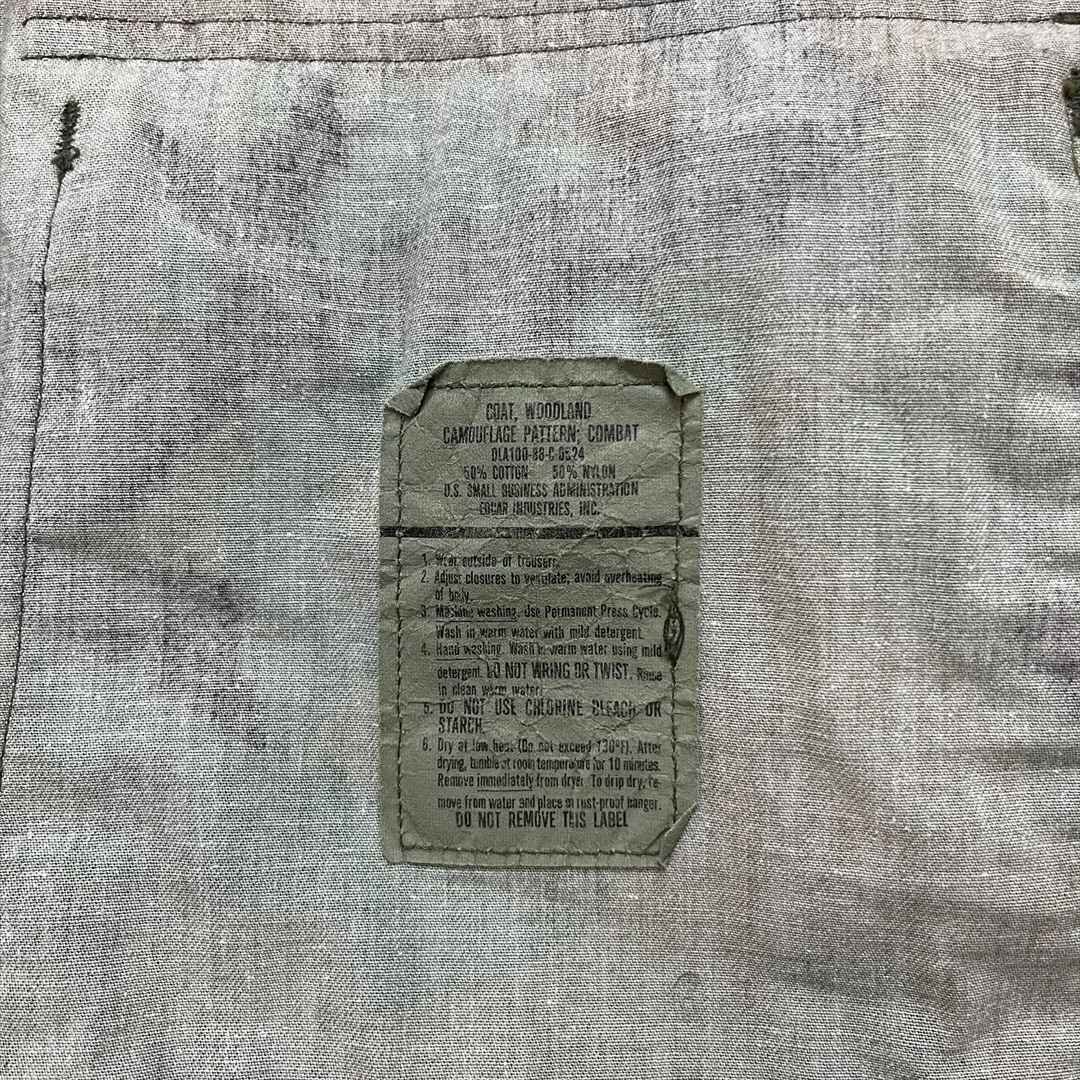 COAT, WOODLAND
CAMOUFLAGE PATTERN; COMBAT
DLA100-88-C-0524
50% COTTON 50% NYLON
U.S. SMALL BUSINESS ADMINISTRATION
INDUSTRIES, INC.
1. Wear outside of trousers.
2. Adjust closures to ventilate; avoid overheating
of body.
3. Machine washing. Use Permanent Press Cycle.
Wash in warm water with mild detergent.
4. Hand washing. Wash in warm water using mild
detergent. DO NOT WRING OR TWIST. Rinse
in clean warm water.
5. DO NOT USE CHLORINE BLEACH OR
STARCH.
6. Dry at low heat (Do not exceed 130°F). After
drying, tumble at room temperature for 10 minutes.
Remove immediately from dryer. To drip dry, re-
move from water and place on rust-proof hanger.
DO NOT REMOVE THIS LABEL